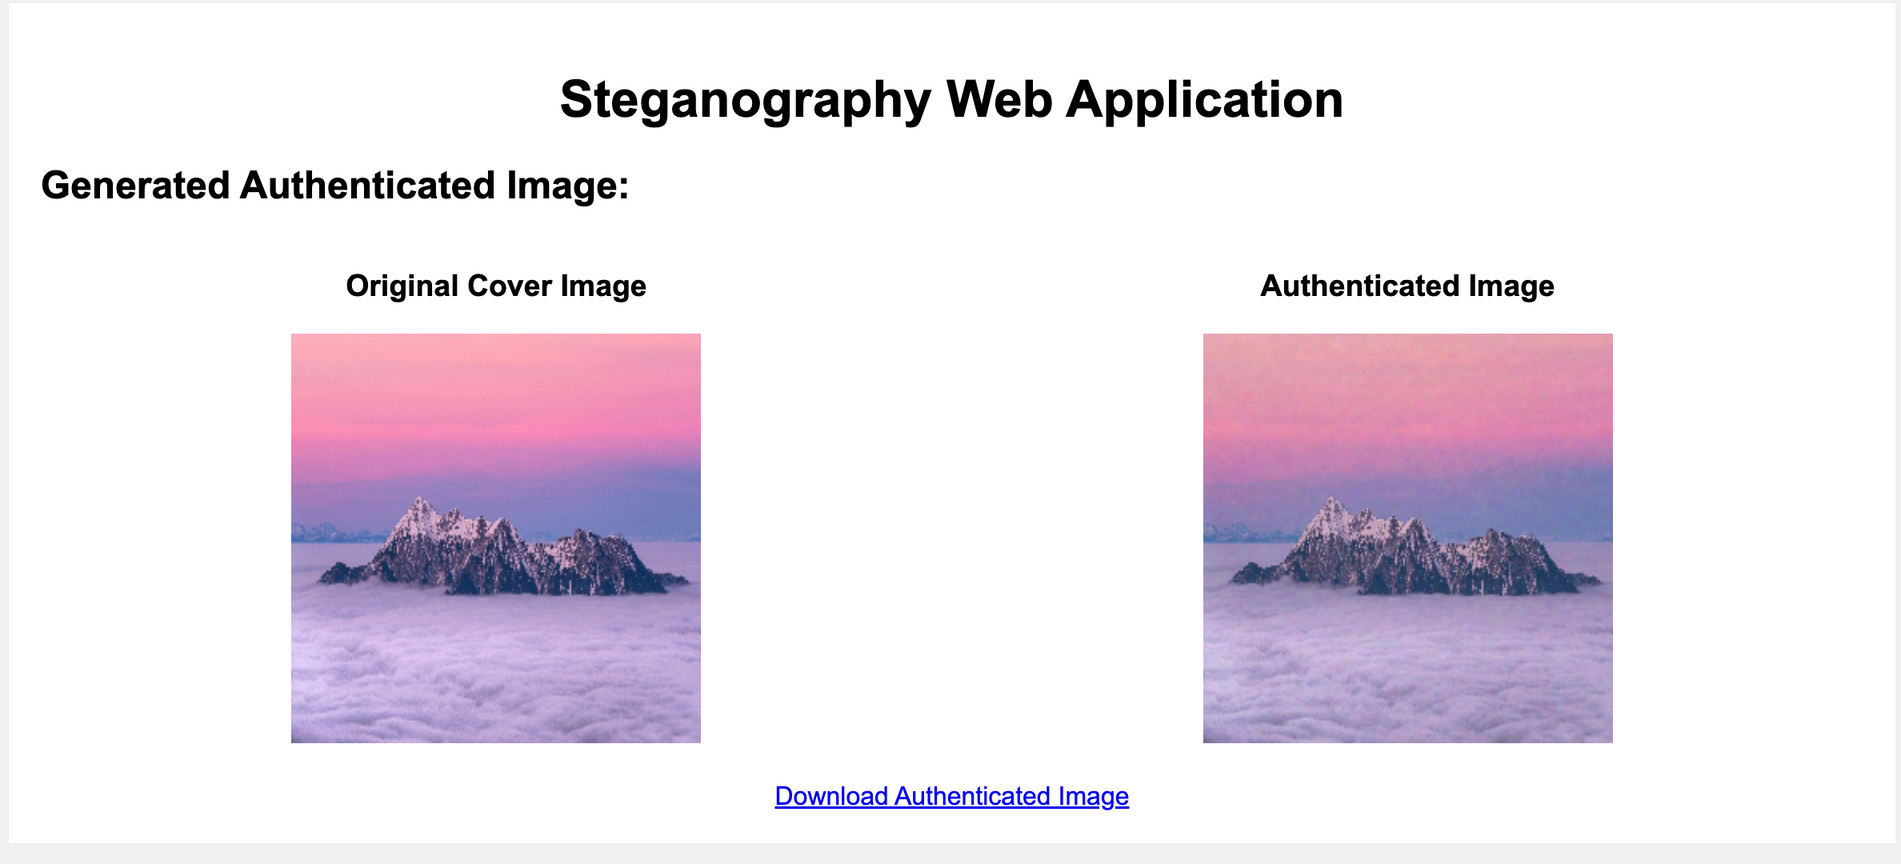 Steganography Web Application
Generated Authenticated Image:
Original Cover Image
Authenticated Image
Download Authenticated Image